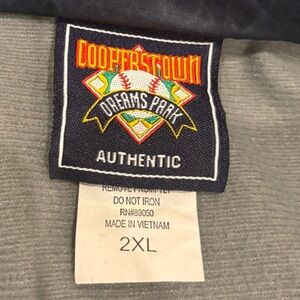 COOPERSTOWN
DREAMS PARK
AUTHENTIC
REMOVE PROMPTLY
DO NOT IRON
RN#89050
MADE IN VIETNAM
2XL